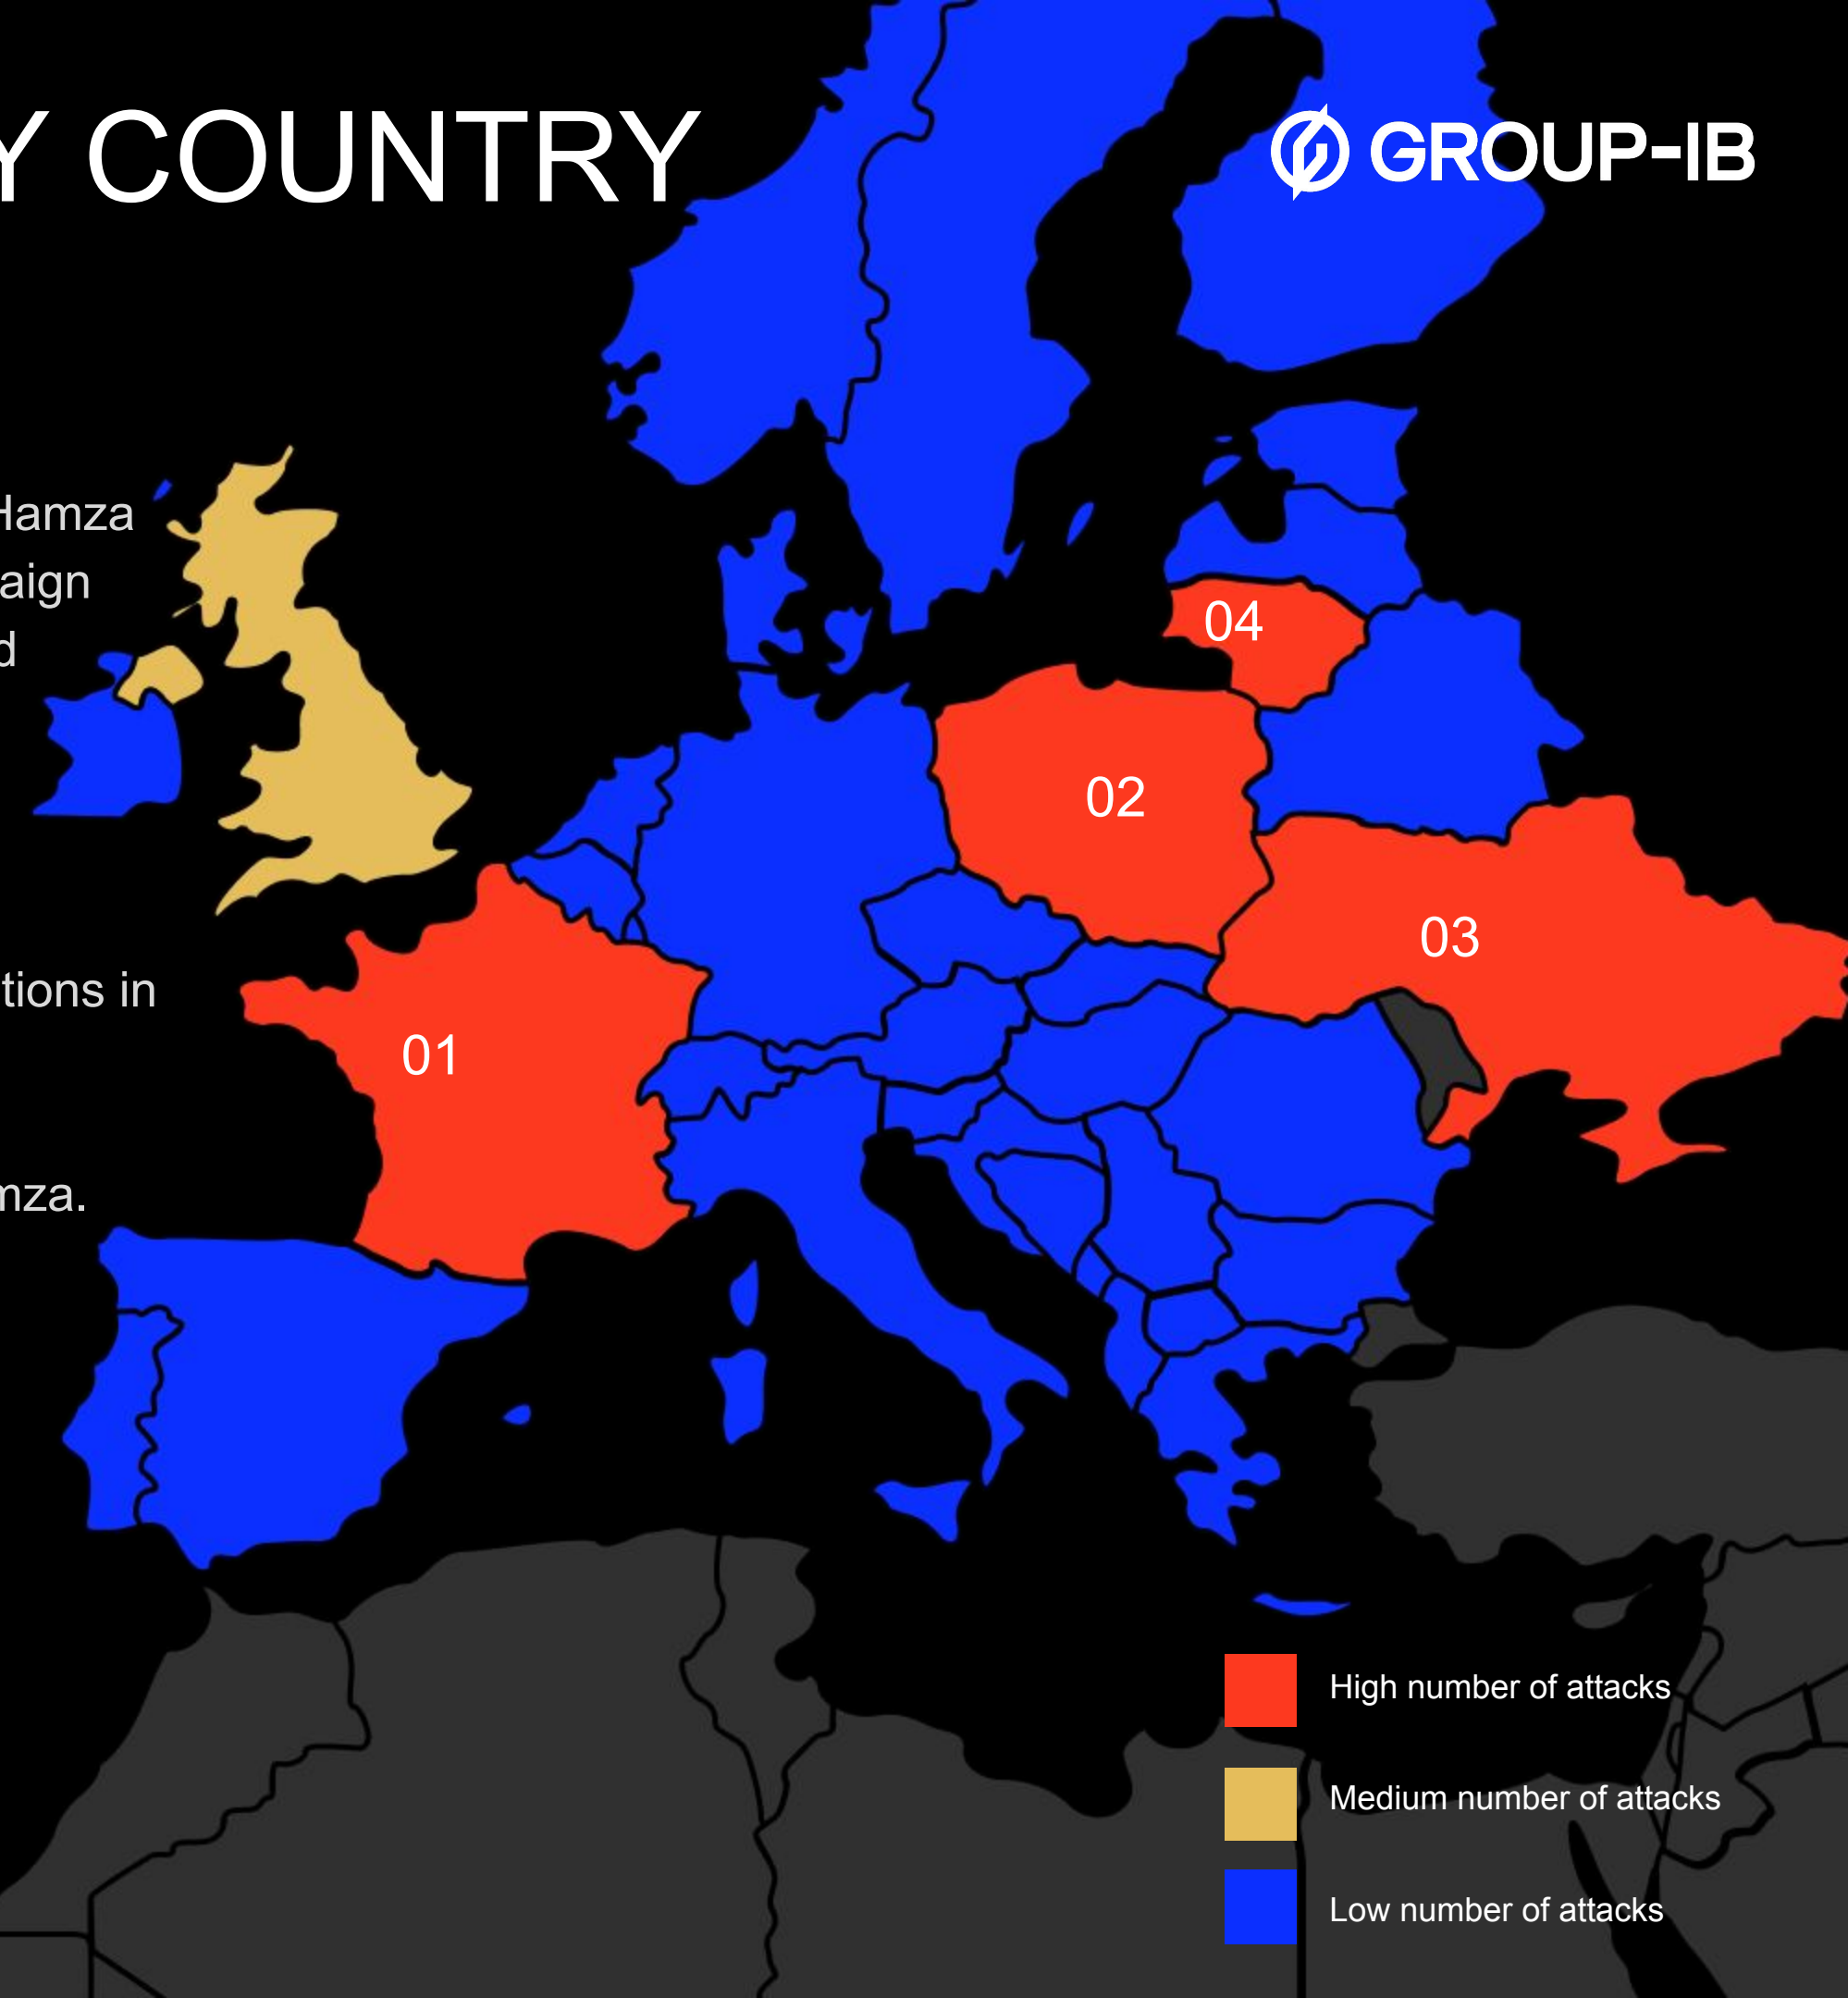 Y COUNTRY
GROUP-IB
Hamza
aign
d
04
02
03
tions in
01
mza.
High number of attacks
Medium number of attacks
Low number of attacks